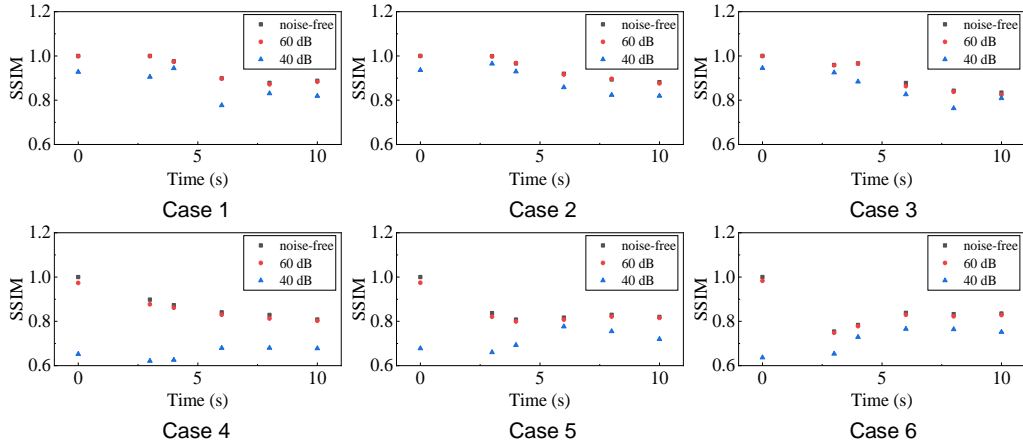 1.2
1.0
0.8
0.6
SSIM
noise-free
60 dB
40 dB
0
5
10
Time (s)
Case 1
1.2
1.0
0.8
0.6
SSIM
noise-free
60 dB
40 dB
0
5
10
Time (s)
Case 2
1.2
1.0
0.8
0.6
SSIM
noise-free
60 dB
40 dB
0
5
10
Time (s)
Case 3
1.2
1.0
0.8
0.6
SSIM
noise-free
60 dB
40 dB
0
5
10
Time (s)
Case 4
1.2
1.0
0.8
0.6
SSIM
noise-free
60 dB
40 dB
0
5
10
Time (s)
Case 5
1.2
1.0
0.8
0.6
SSIM
noise-free
60 dB
40 dB
0
5
10
Time (s)
Case 6